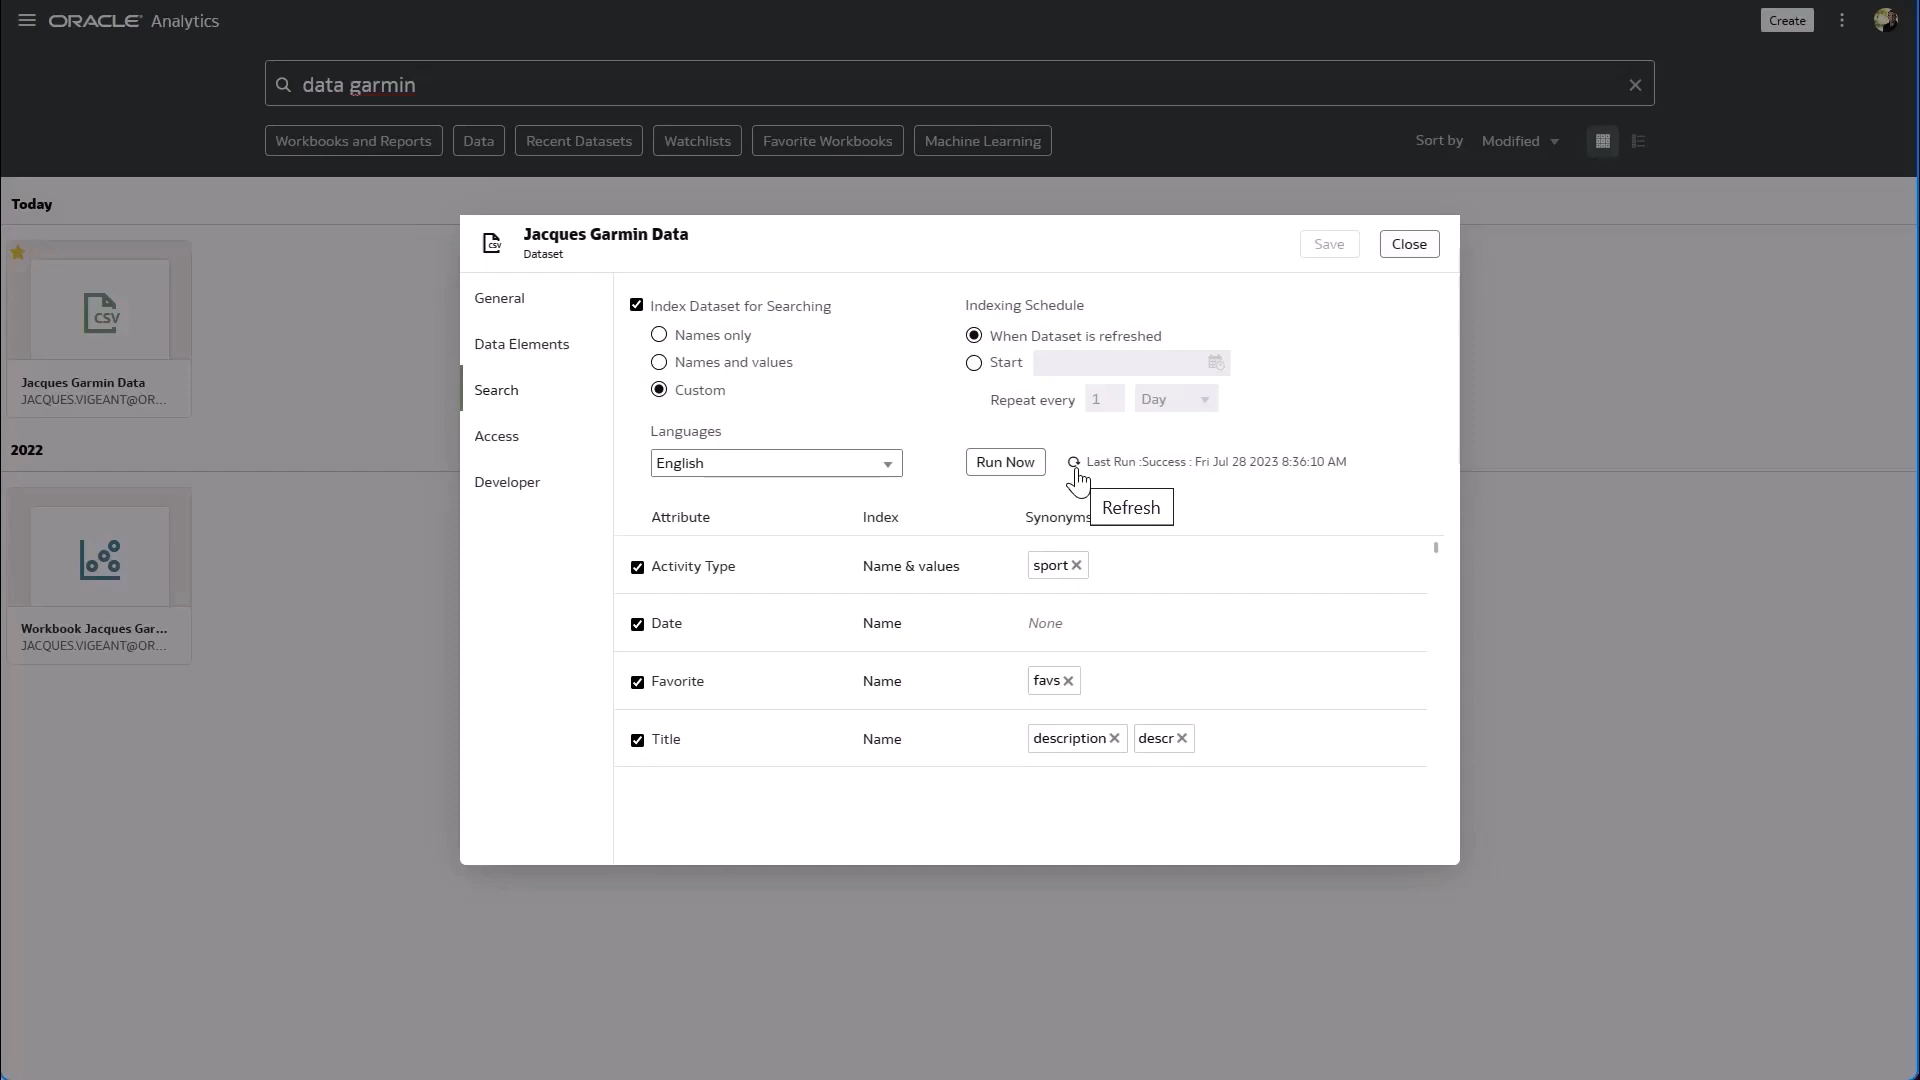 ORACLE Analytics
Create
data garmin
Workbooks and Reports
Data
Recent Datasets
Watchlists
Favorite Workbooks
Machine Learning
Sort by Modified
Today
CSV
Jacques Garmin Data
JACQUES.VIGEANT@OR...
2022
Workbook Jacques Gar...
JACQUES.VIGEANT@OR...
CSV
Jacques Garmin Data
Dataset
Save
Close
General
Data Elements
Search
Access
Developer
Index Dataset for Searching
Names only
Names and values
Custom
Languages
English
Indexing Schedule
When Dataset is refreshed
Start
Repeat every 1 Day
Run Now
Last Run :Success : Fri Jul 28 2023 8:36:10 AM
Refresh
Attribute Index Synonyms
Activity Type Name & values sport
Date Name None
Favorite Name favs
Title Name description descr